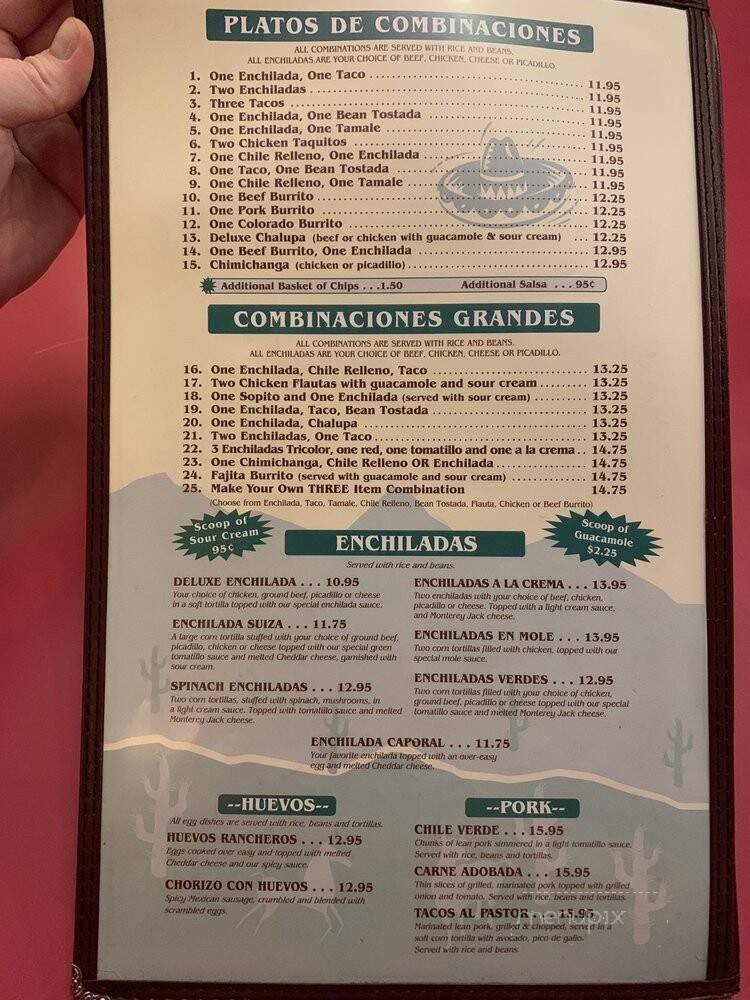 PLATOS DE COMBINACIONES
ALL COMBINATIONS ARE SERVED WITH RICE AND BEANS.
ALL ENCHILADAS ARE YOUR CHOICE OF BEEF, CHICKEN, CHEESE OR PICADILLO.
1. One Enchilada, One Taco ... 11.95
2. Two Enchiladas ... 11.95
3. Three Tacos ... 11.95
4. One Enchilada, One Bean Tostada ... 11.95
5. One Enchilada, One Tamale ... 11.95
6. Two Chicken Taquitos ... 11.95
7. One Chile Relleno, One Enchilada ... 11.95
8. One Taco, One Bean Tostada ... 11.95
9. One Chile Relleno, One Tamale ... 11.95
10. One Beef Burrito ... 12.25
11. One Pork Burrito ... 12.25
12. One Colorado Burrito ... 12.25
13. Deluxe Chalupa (beef or chicken with guacamole & sour cream) ... 12.25
14. One Beef Burrito, One Enchilada ... 12.95
15. Chimichanga (chicken or picadillo) ... 12.95
Additional Basket of Chips . . .1.50 Additional Salsa . . . 95¢
COMBINACIONES GRANDES
ALL COMBINATIONS ARE SERVED WITH RICE AND BEANS.
ALL ENCHILADAS ARE YOUR CHOICE OF BEEF, CHICKEN, CHEESE OR PICADILLO.
16. One Enchilada, Chile Relleno, Taco ... 13.25
17. Two Chicken Flautas with guacamole and sour cream ... 13.25
18. One Sopito and One Enchilada (served with sour cream) ... 13.25
19. One Enchilada, Taco, Bean Tostada ... 13.25
20. One Enchilada, Chalupa ... 13.25
21. Two Enchiladas, One Taco ... 13.25
22. 3 Enchiladas Tricolor, one red, one tomatillo and one a la crema . . 14.75
23. One Chimichanga, Chile Relleno OR Enchilada ... 14.75
24. Fajita Burrito (served with guacamole and sour cream) ... 14.75
25. Make Your Own THREE Item Combination 14.75
(Choose from Enchilada, Taco, Tamale, Chile Relleno, Bean Tostada, Flauta, Chicken or Beef Burrito)
Scoop of
Sour Cream
95¢
ENCHILADAS
Scoop of
Guacamole
$2.25
Served with rice and beans.
DELUXE ENCHILADA . . . 10.95
Your choice of chicken, ground beef, picadillo or cheese
in a soft tortilla topped with our special enchilada sauce.
ENCHILADA SUIZA . . . 11.75
A large corn tortilla stuffed with your choice of ground beef,
picadillo, chicken or cheese topped with our special green
tomatillo sauce and melted Cheddar cheese, garnished with
sour cream.
SPINACH ENCHILADAS . . . 12.95
Two corn tortillas, stuffed with spinach, mushrooms, in
a light cream sauce. Topped with tomatillo sauce and melted
Monterey Jack cheese.
ENCHILADAS A LA CREMA . . . 13.95
Two enchiladas with your choice of beef, chicken,
picadillo or cheese. Topped with a light cream sauce,
and Monterey Jack cheese.
ENCHILADAS EN MOLE . . . 13.95
Two corn tortillas filled with chicken, topped with our
special mole sauce.
ENCHILADAS VERDES . . . 12.95
Two corn tortillas filled with your choice of chicken,
ground beef, picadillo or cheese topped with our special
tomatillo sauce and melted Monterey Jack cheese.
ENCHILADA CAPORAL . . . 11.75
Your favorite enchilada topped with an over-easy
egg and melted Cheddar cheese.
--HUEVOS--
All egg dishes are served with rice, beans and tortillas.
HUEVOS RANCHEROS . . . 12.95
Eggs cooked over easy and topped with melted
Cheddar cheese and our spicy sauce.
CHORIZO CON HUEVOS . . . 12.95
Spicy Mexican sausage, crumbled and blended with
scrambled eggs.
--PORK--
CHILE VERDE . . . 15.95
Chunks of lean pork simmered in a light tomatillo sauce.
Served with rice, beans and tortillas.
CARNE ADOBADA . . . 15.95
Thin slices of grilled, marinated pork topped with grilled
onion and tomato. Served with rice, beans and tortillas.
TACOS AL PASTOR . . . 15.95
Marinated lean pork, grilled & chopped, served in a
soft corn tortilla with avocado, pico de gallo.
Served with rice and beans.
menupix